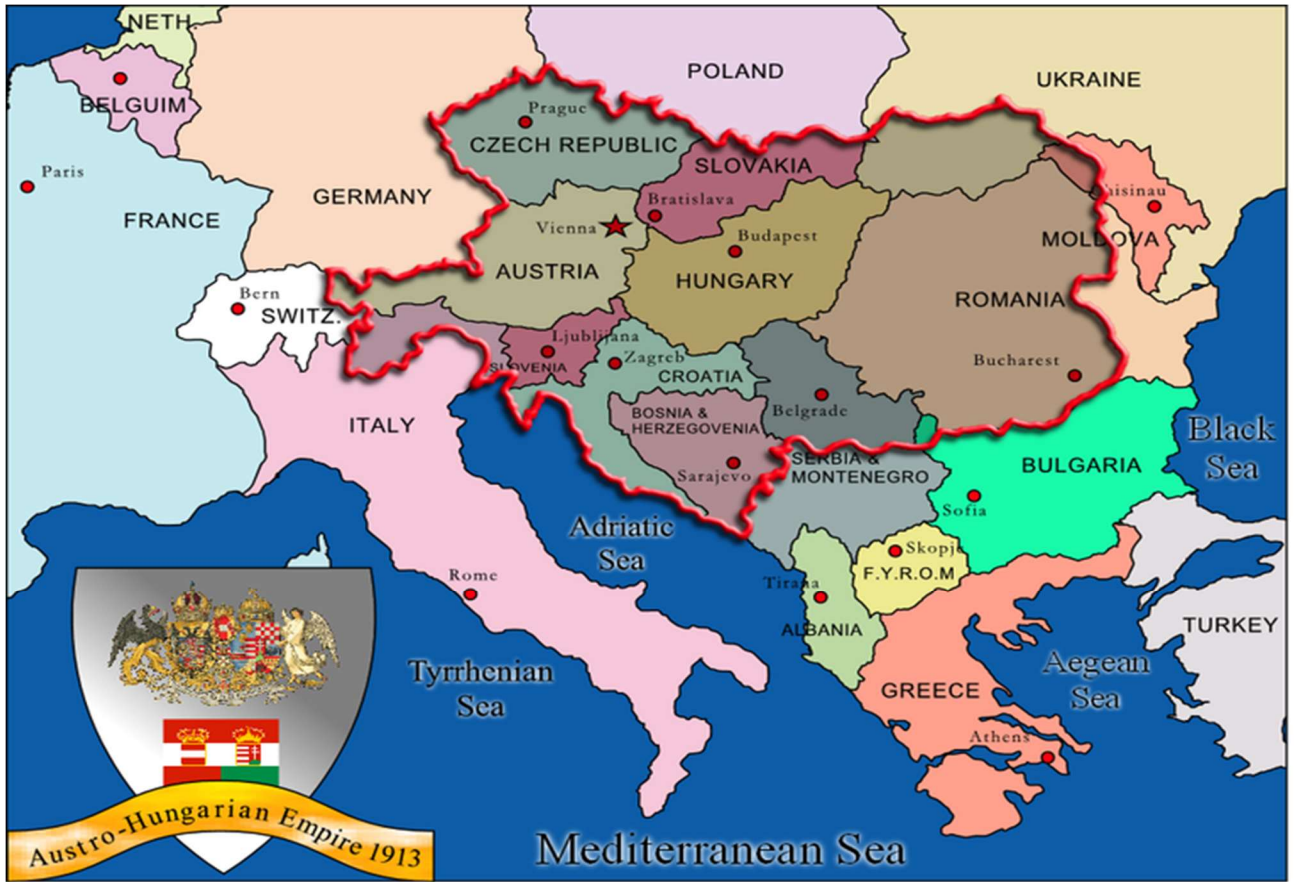 NETH.
BELGUIM
Paris
FRANCE
GERMANY
POLAND
UKRAINE
Prague
CZECH REPUBLIC
SLOVAKIA
Bratislava
Vienna
AUSTRIA
Budapest
HUNGARY
Chisinau
MOLDOVA
ROMANIA
Bucharest
Bern
SWITZ.
Ljublijana
SLOVENIA
Zagreb
CROATIA
BOSNIA &
HERZEGOVENIA
Sarajevo
Belgrade
ITALY
SERBIA &
MONTENEGRO
BULGARIA
Sofia
Black
Sea
Adriatic
Sea
Skopje
F.Y.R.O.M
Tirana
ALBANIA
Rome
TURKEY
Tyrrhenian
Sea
GREECE
Aegean
Sea
Athens
Mediterranean Sea
Austro-Hungarian Empire 1913